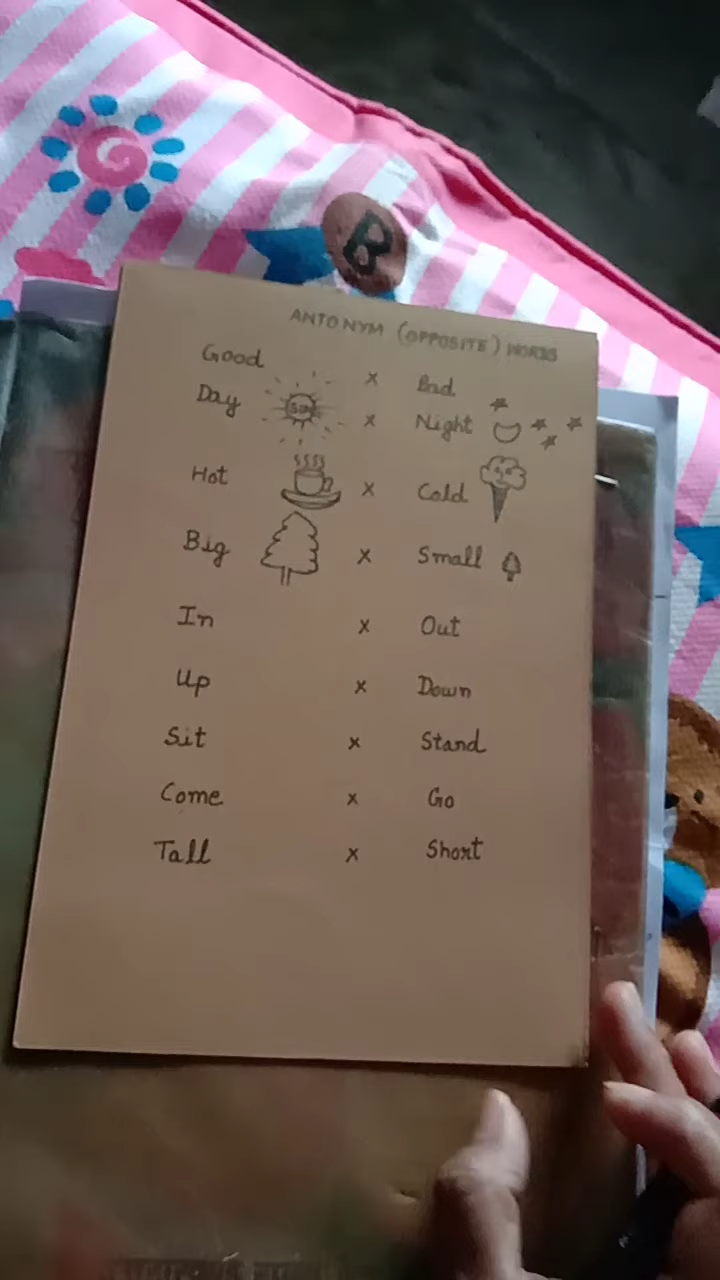 B
ANTONYM (OPPOSITE) WORDS
Good x Bad
Day SUN x Night
Hot x Cold
Big x Small
In x Out
Up x Down
Sit x Stand
Come x Go
Tall x Short